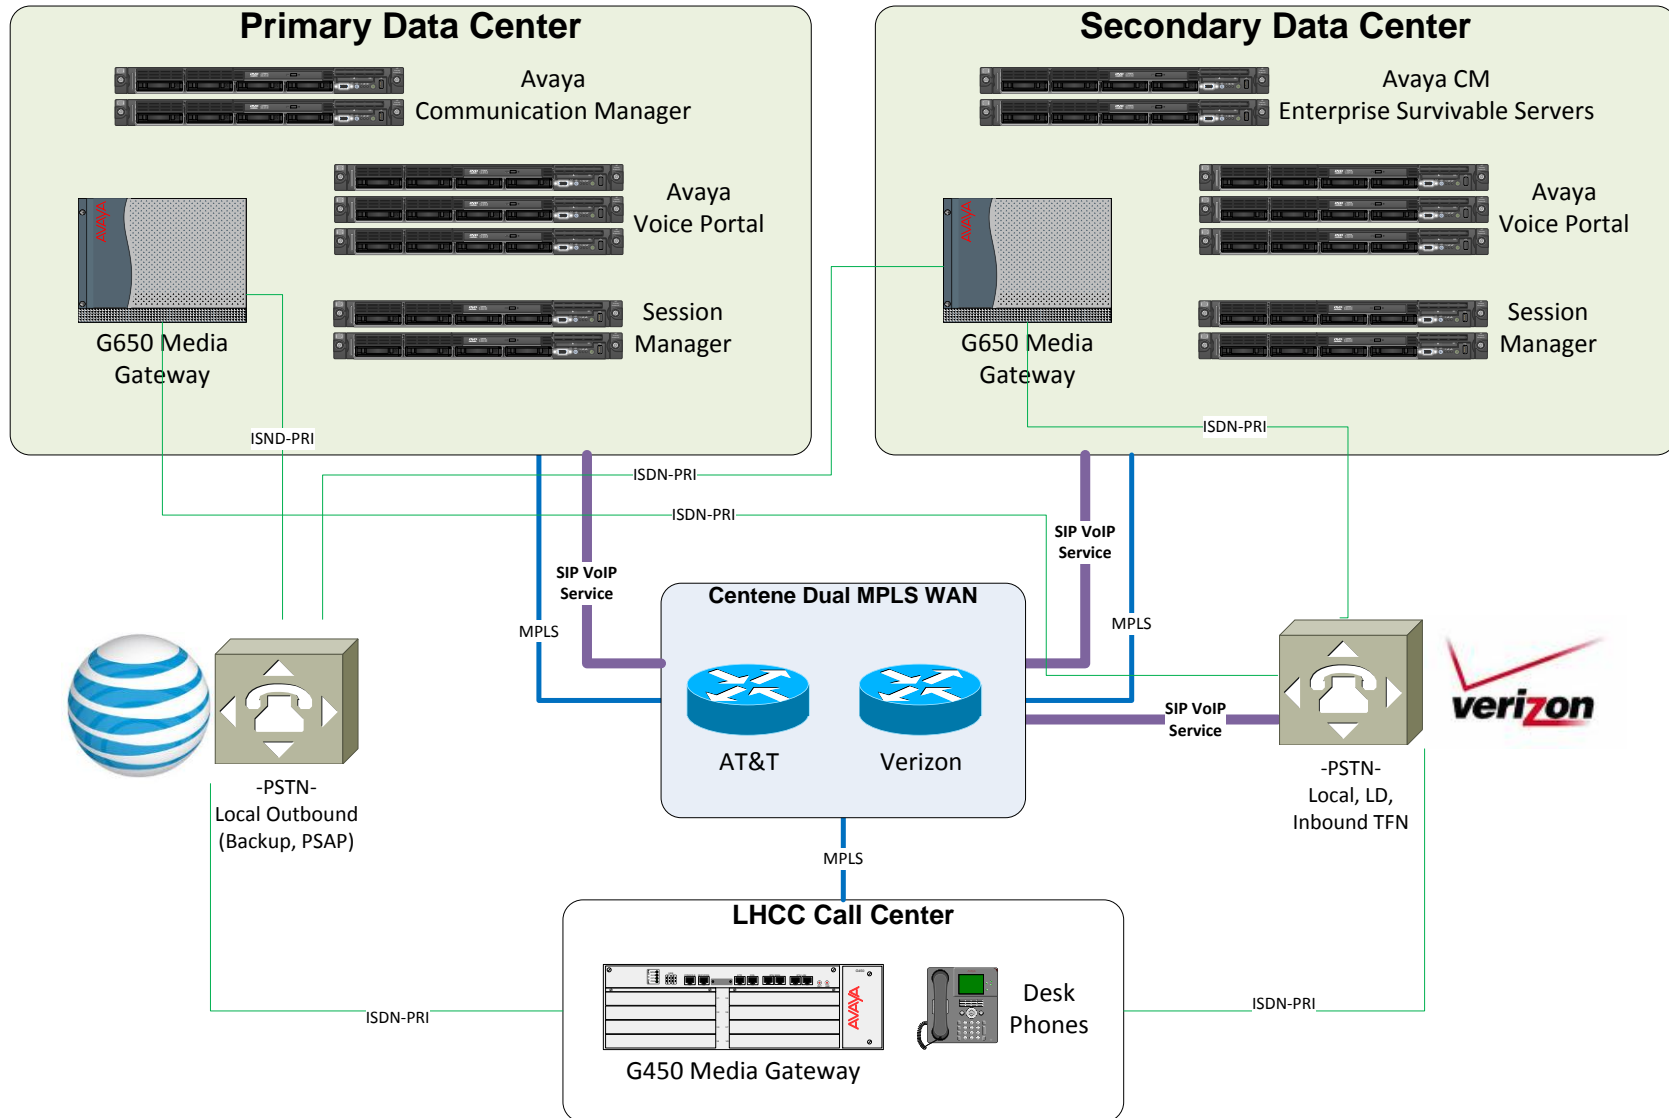 Primary Data Center
Avaya
Communication Manager
Avaya
Voice Portal
AVAYA
Session
Manager
G650 Media
Gateway
Secondary Data Center
Avaya CM
Enterprise Survivable Servers
Avaya
Voice Portal
AVAYA
Session
Manager
G650 Media
Gateway
ISND-PRI
ISDN-PRI
ISDN-PRI
ISDN-PRI
SIP VoIP
Service
SIP VoIP
Service
MPLS
MPLS
Centene Dual MPLS WAN
AT&T
Verizon
SIP VoIP
Service
verizon
-PSTN-
Local Outbound
(Backup, PSAP)
-PSTN-
Local, LD,
Inbound TFN
MPLS
LHCC Call Center
AVAYA
Desk
Phones
G450 Media Gateway
ISDN-PRI
ISDN-PRI